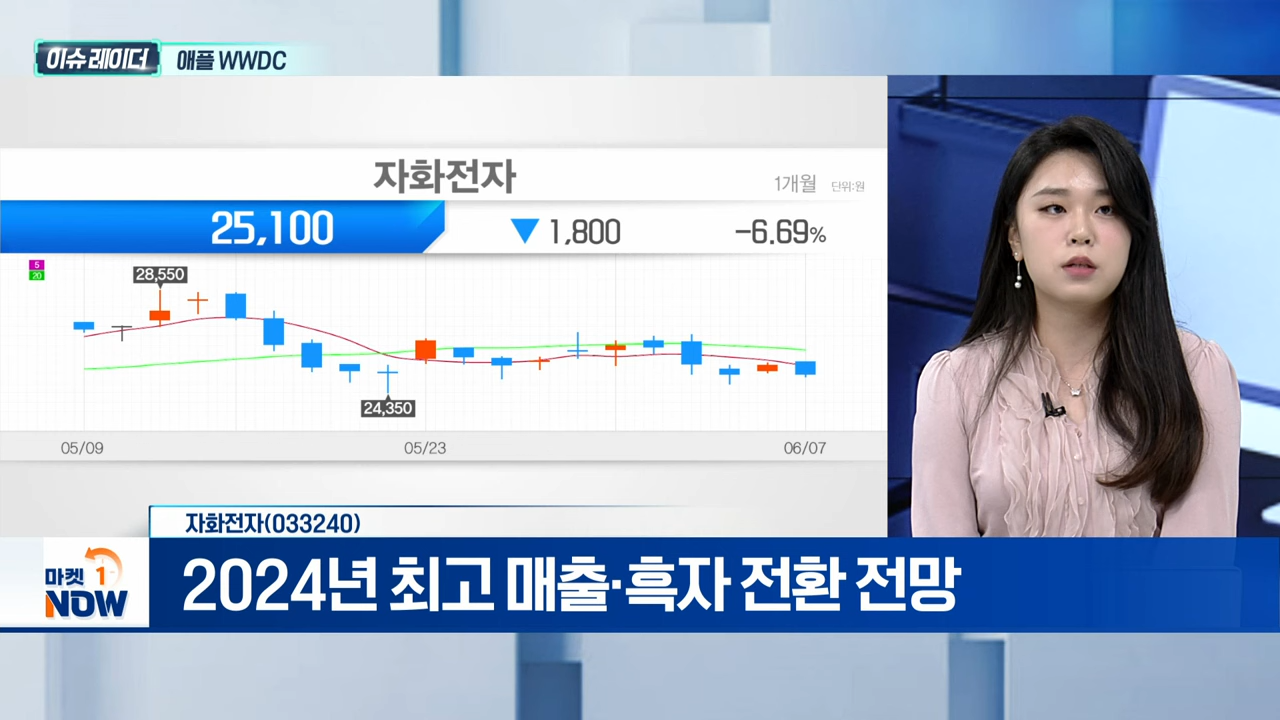 이슈 레이더 애플 WWDC
자화전자
1개월 단위:원
25,100 ▼ 1,800 -6.69%
5
20
28,550
24,350
05/09 05/23 06/07
자화전자(033240)
마켓 1
NOW
2024년 최고 매출·흑자 전환 전망